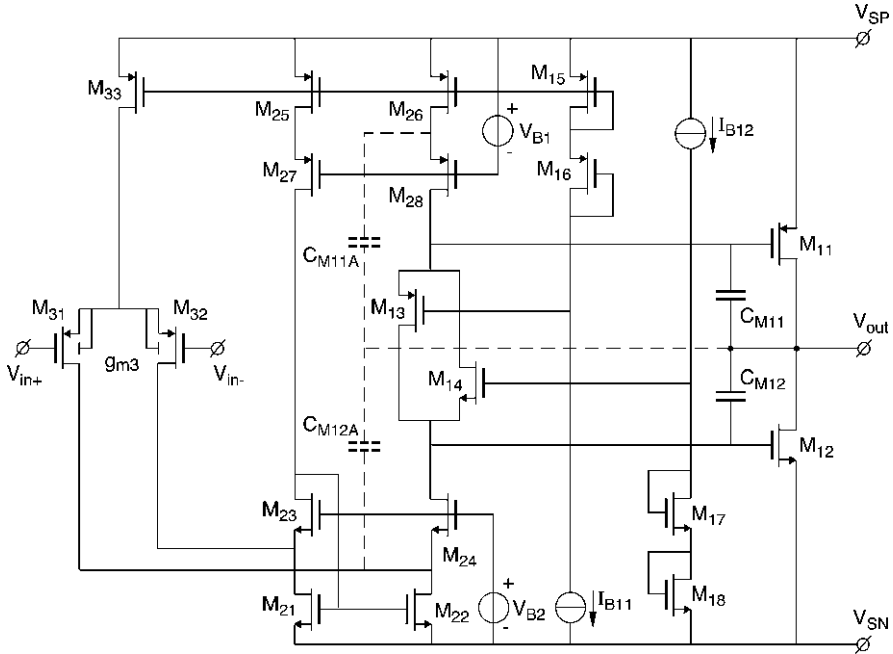 V_SP
M_33
M_25
M_26
M_15
+
V_B1
-
I_B12
M_27
M_28
M_16
C_M11A
M_11
M_31
M_32
M_13
C_M11
g_m3
V_in+
V_in-
V_out
M_14
C_M12
C_M12A
M_12
M_23
M_24
M_17
M_21
M_22
+
V_B2
-
I_B11
M_18
V_SN